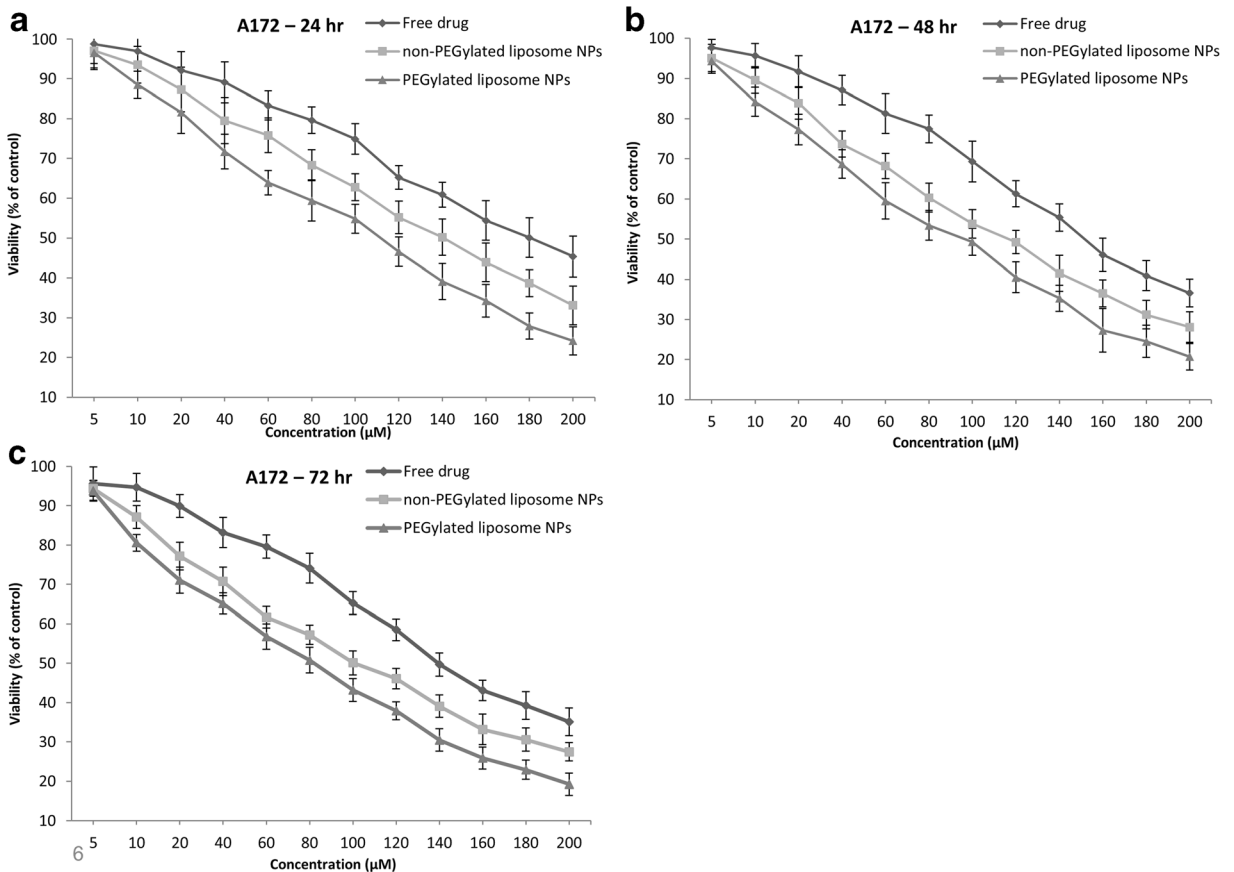 a
A172 – 24 hr
Free drug
non-PEGylated liposome NPs
PEGylated liposome NPs
Viability (% of control)
100
90
80
70
60
50
40
30
20
10
5 10 20 40 60 80 100 120 140 160 180 200
Concentration (µM)
b
A172 – 48 hr
Free drug
non-PEGylated liposome NPs
PEGylated liposome NPs
Viability (% of control)
100
90
80
70
60
50
40
30
20
10
5 10 20 40 60 80 100 120 140 160 180 200
Concentration (µM)
c
A172 – 72 hr
Free drug
non-PEGylated liposome NPs
PEGylated liposome NPs
Viability (% of control)
100
90
80
70
60
50
40
30
20
10
5 10 20 40 60 80 100 120 140 160 180 200
6
Concentration (µM)